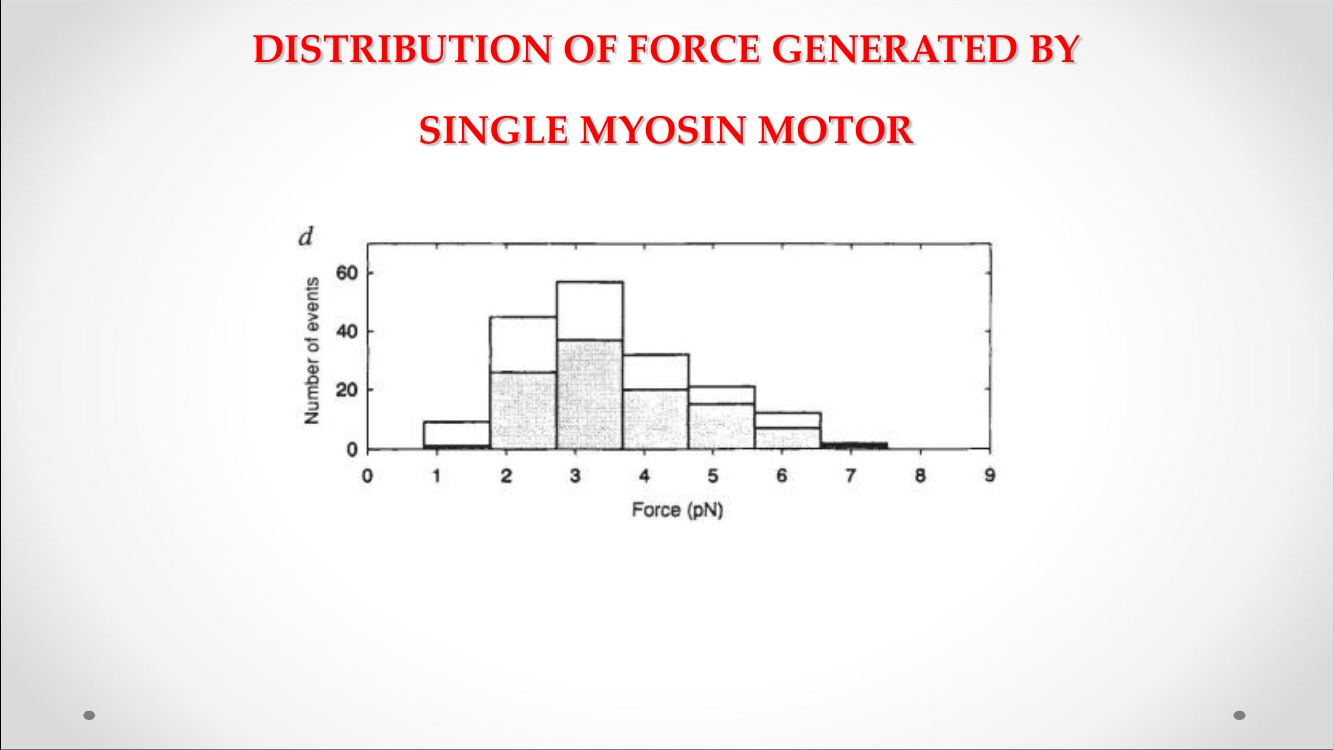 DISTRIBUTION OF FORCE GENERATED BY
SINGLE MYOSIN MOTOR
d
Number of events
60
40
20
0
0 1 2 3 4 5 6 7 8 9
Force (pN)